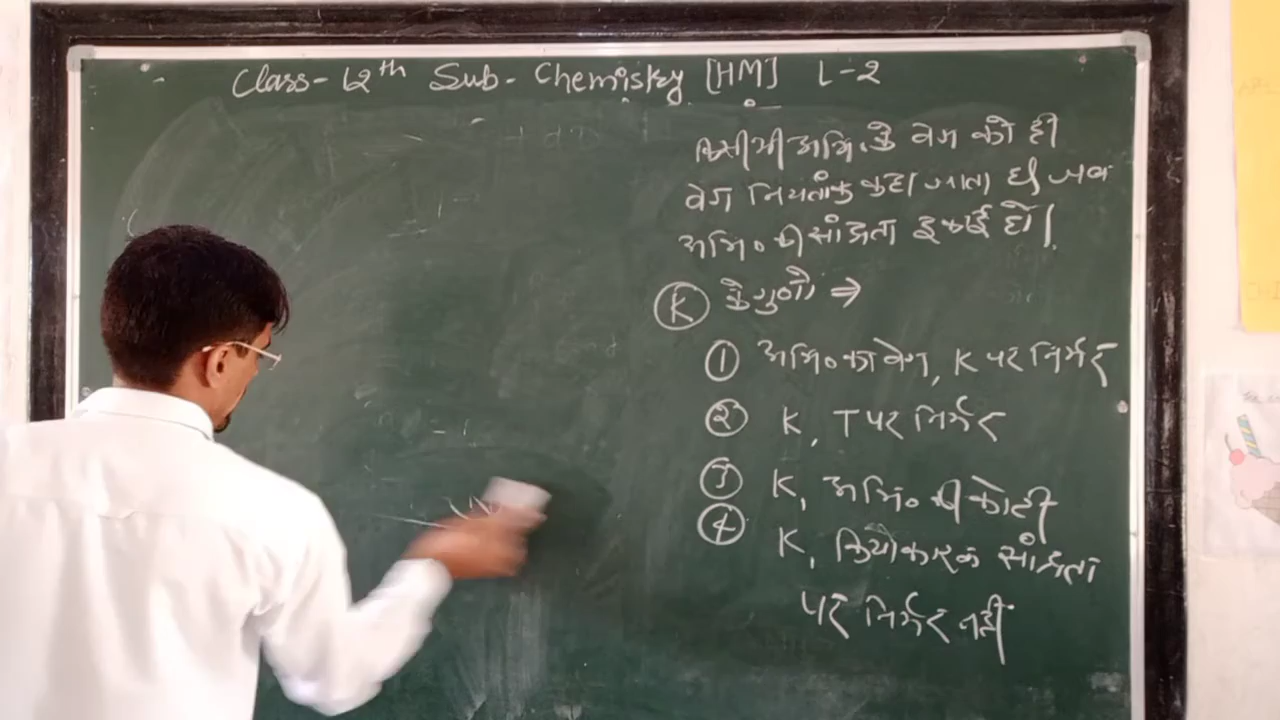 Class-12th Sub-Chemistry [HM] L-2
किसी भी अभि. के वेग को ही
वेग नियतांक कहा जाता है। जब
अभि० की सांद्रता इकाई हो।
K के गुणों ⇒
① अभि० का वेग, K पर निर्भर
② K, T पर निर्भर
③ K, अभि० की कोटी
④ K, क्रियाकारक सांद्रता
पर निर्भर नहीं